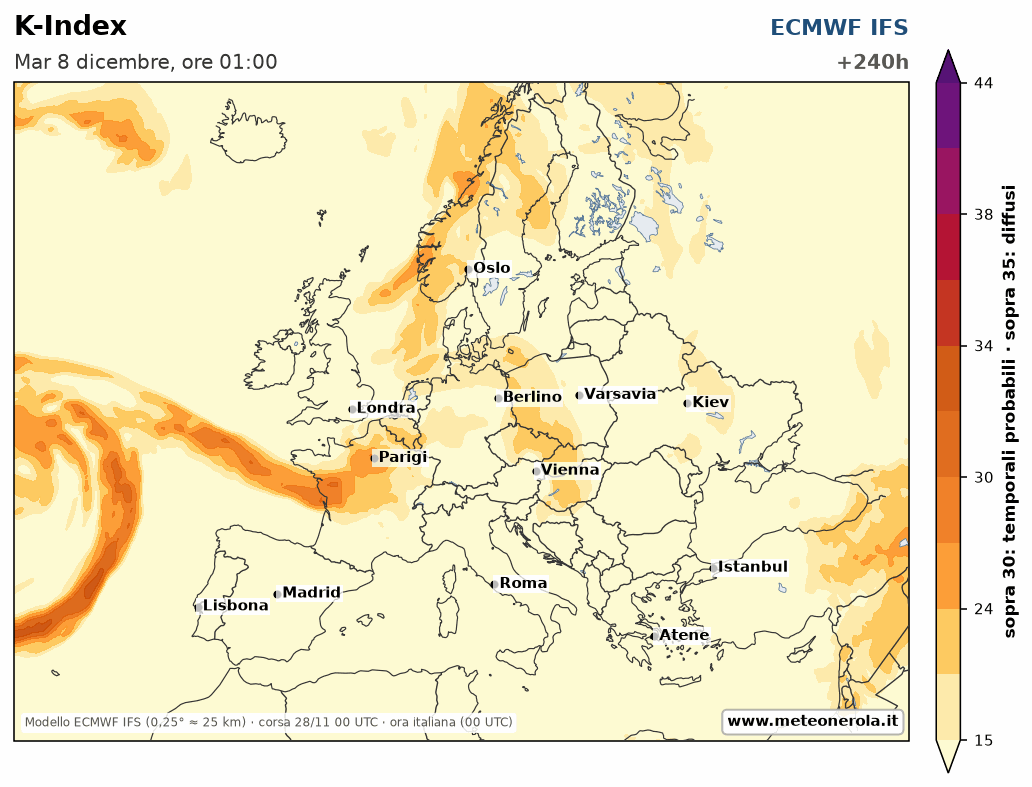 K-Index
ECMWF IFS
Mar 8 dicembre, ore 01:00
+240h
44
38
34
30
24
15
sopra 30: temporali probabili · sopra 35: diffusi
Oslo
Londra
Berlino
Varsavia
Kiev
Parigi
Vienna
Istanbul
Roma
Madrid
Lisbona
Atene
Modello ECMWF IFS (0,25° ≈ 25 km) · corsa 28/11 00 UTC · ora italiana (00 UTC)
www.meteonerola.it